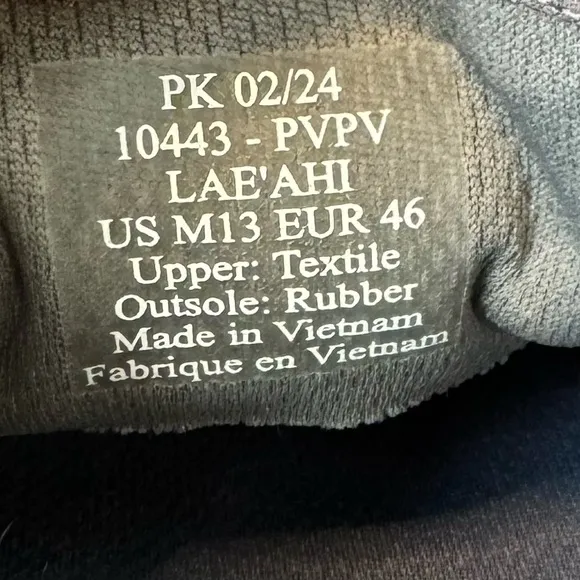 PK 02/24
10443 - PVPV
LAE'AHI
US M13 EUR 46
Upper: Textile
Outsole: Rubber
Made in Vietnam
Fabrique en Vietnam